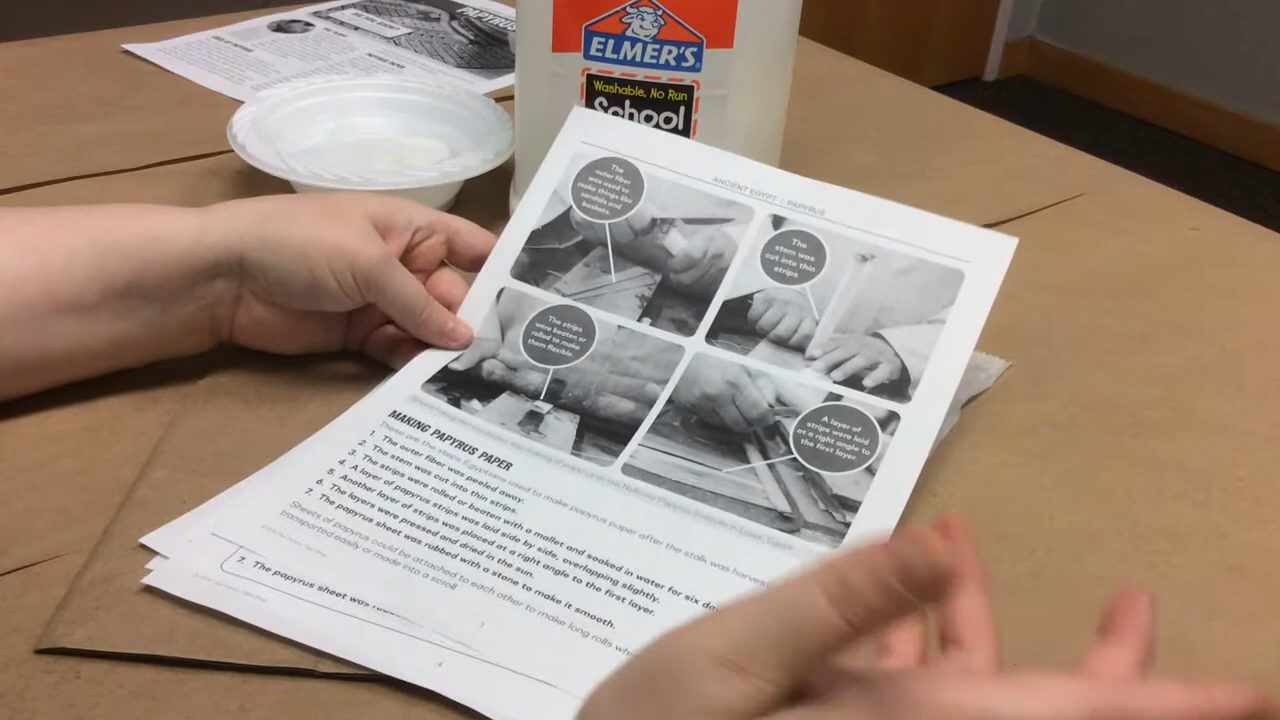 PAPYRUS
ELMER'S
Washable, No Run
School
ANCIENT EGYPT | PAPYRUS
The
outer fiber
was used to
make things like
sandals and
baskets.
The
stem was
cut into thin
strips
The strips
were beaten or
rolled to make
them flexible.
A layer of
strips were laid
at a right angle to
the first layer.
MAKING PAPYRUS PAPER
These are the steps Egyptians used to make papyrus paper after the stalk was
1. The outer fiber was peeled away.
2. The stem was cut into thin strips.
3. The strips were rolled or beaten with a mallet and soaked in water for six
4. A layer of papyrus strips was laid side by side, overlapping slightly.
5. Another layer of strips was placed at a right angle to the first layer.
6. The layers were pressed and dried in the sun.
7. The papyrus sheet was rubbed with a stone to make it smooth.
Sheets of papyrus could be attached to each other to make long rolls
transported easily or made into a scroll
7. The papyrus sheet was
4